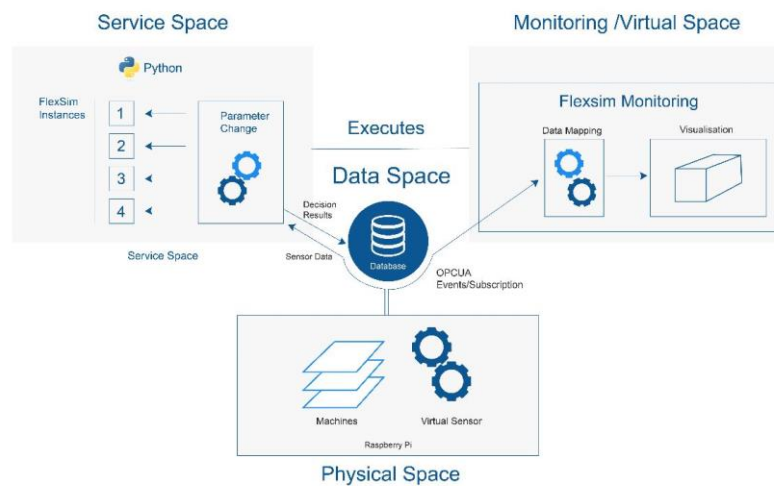 Service Space
Monitoring /Virtual Space
Python
FlexSim
Instances
1
2
3
4
Parameter
Change
Executes
Flexsim Monitoring
Data Mapping
Visualisation
Data Space
Decision
Results
Sensor Data
Database
Service Space
OPCUA
Events/Subscription
Machines
Virtual Sensor
Raspberry Pi
Physical Space